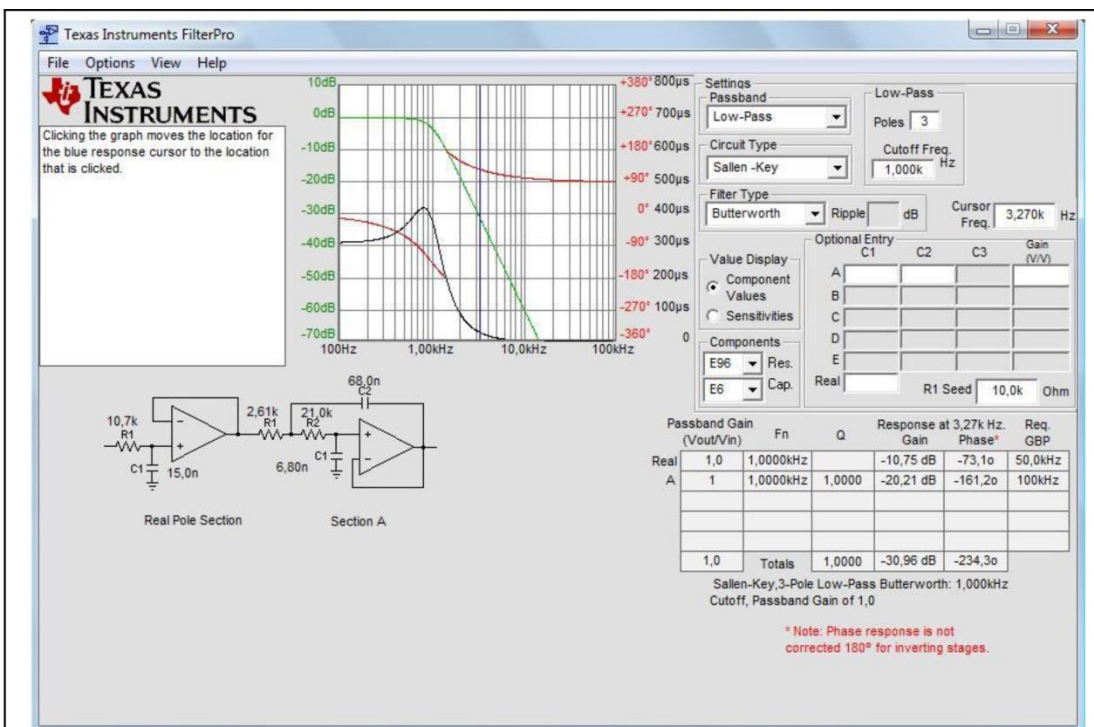 Texas Instruments FilterPro
File Options View Help
TEXAS
INSTRUMENTS
Clicking the graph moves the location for
the blue response cursor to the location
that is clicked.
10dB
0dB
-10dB
-20dB
-30dB
-40dB
-50dB
-60dB
-70dB
100Hz 1,00kHz 10,0kHz 100kHz
+380° 800µs
+270° 700µs
+180° 600µs
+90° 500µs
0° 400µs
-90° 300µs
-180° 200µs
-270° 100µs
-360° 0
Settings
Passband
Low-Pass
Circuit Type
Sallen -Key
Low-Pass
Poles 3
Cutoff Freq.
1,000k Hz
Filter Type
Butterworth Ripple dB
Cursor
Freq. 3,270k Hz
Value Display
Component
Values
Sensitivities
Components
E96 Res.
E6 Cap.
Optional Entry
C1 C2 C3 Gain
(V/V)
A
B
C
D
E
Real R1 Seed 10,0k Ohm
10,7k
R1
C1
15,0n
Real Pole Section
68,0n
C2
2,61k 21,0k
R1 R2
C1
6,80n
Section A
Passband Gain
(Vout/Vin) Fn Q Response at 3,27k Hz. Req.
Gain Phase* GBP
Real 1,0 1,0000kHz -10,75 dB -73,1o 50,0kHz
A 1 1,0000kHz 1,0000 -20,21 dB -161,2o 100kHz
1,0 Totals 1,0000 -30,96 dB -234,3o
Sallen-Key,3-Pole Low-Pass Butterworth: 1,000kHz
Cutoff, Passband Gain of 1,0
* Note: Phase response is not
corrected 180º for inverting stages.